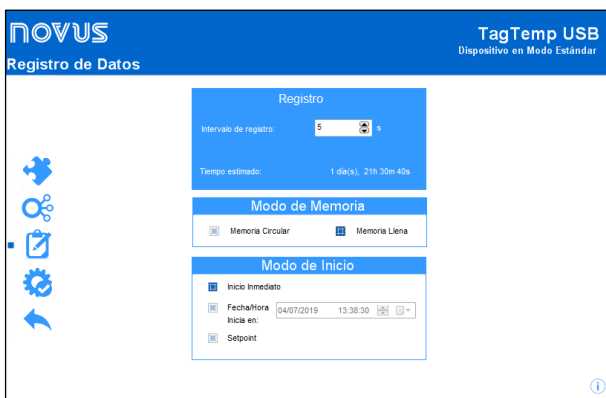 NOVUS
TagTemp USB
Dispositivo en Modo Estándar
Registro de Datos
Registro
Intervalo de registro: 5 s
Tiempo estimado: 1 día(s), 21h 30m 40s
Modo de Memoria
Memoria Circular Memoria Llena
Modo de Inicio
Inicio Inmediato
Fecha/Hora Inicia en: 04/07/2019 13:38:30
Setpoint